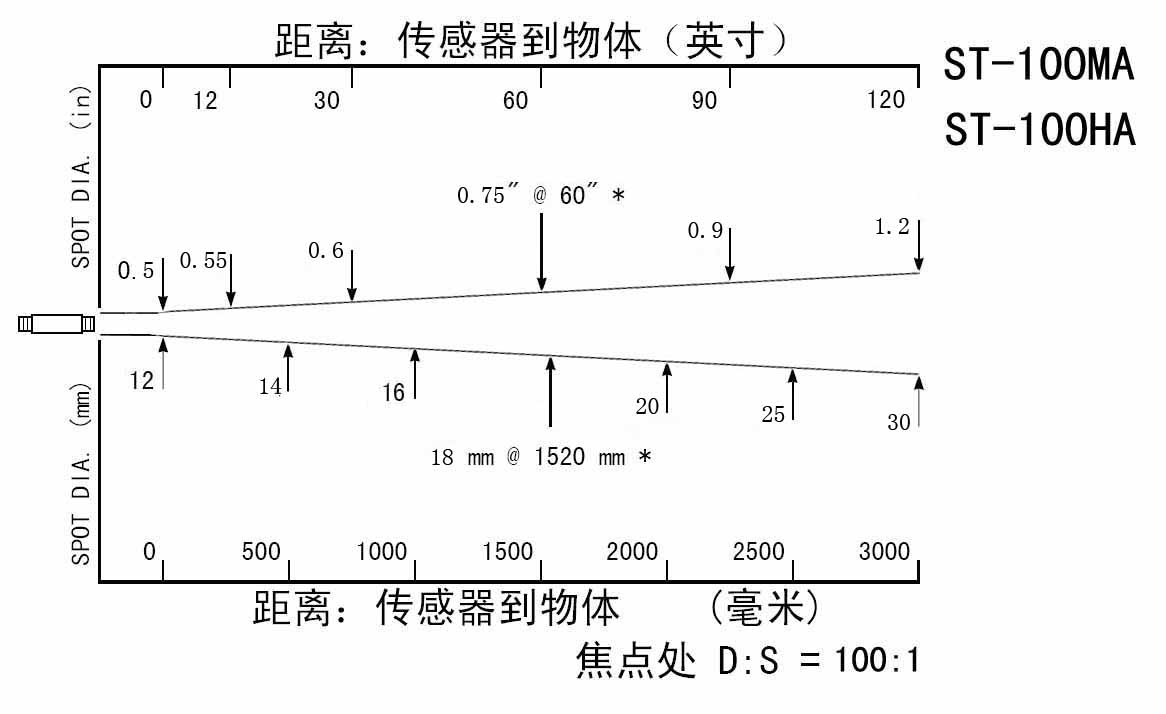 距离：传感器到物体（英寸）
ST-100MA
ST-100HA
0 12 30 60 90 120
SPOT DIA. (in)
0.75″ @ 60″ *
0.5 0.55 0.6 0.9 1.2
12 14 16 20 25 30
18 mm @ 1520 mm *
SPOT DIA. (mm)
0 500 1000 1500 2000 2500 3000
距离：传感器到物体 (毫米)
焦点处 D:S = 100:1